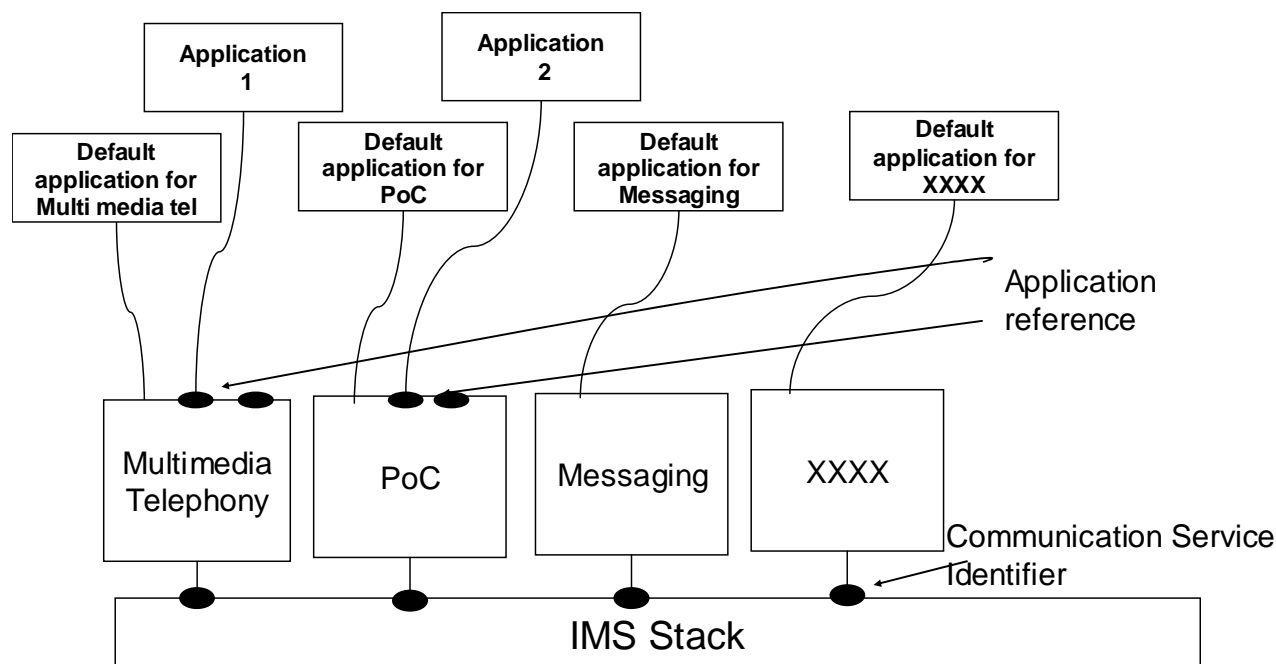 Application
1
Application
2
Default
application for
Multi media tel
Default
application for
PoC
Default
application for
Messaging
Default
application for
XXXX
Application
reference
Multimedia
Telephony
PoC
Messaging
XXXX
Communication Service
Identifier
IMS Stack